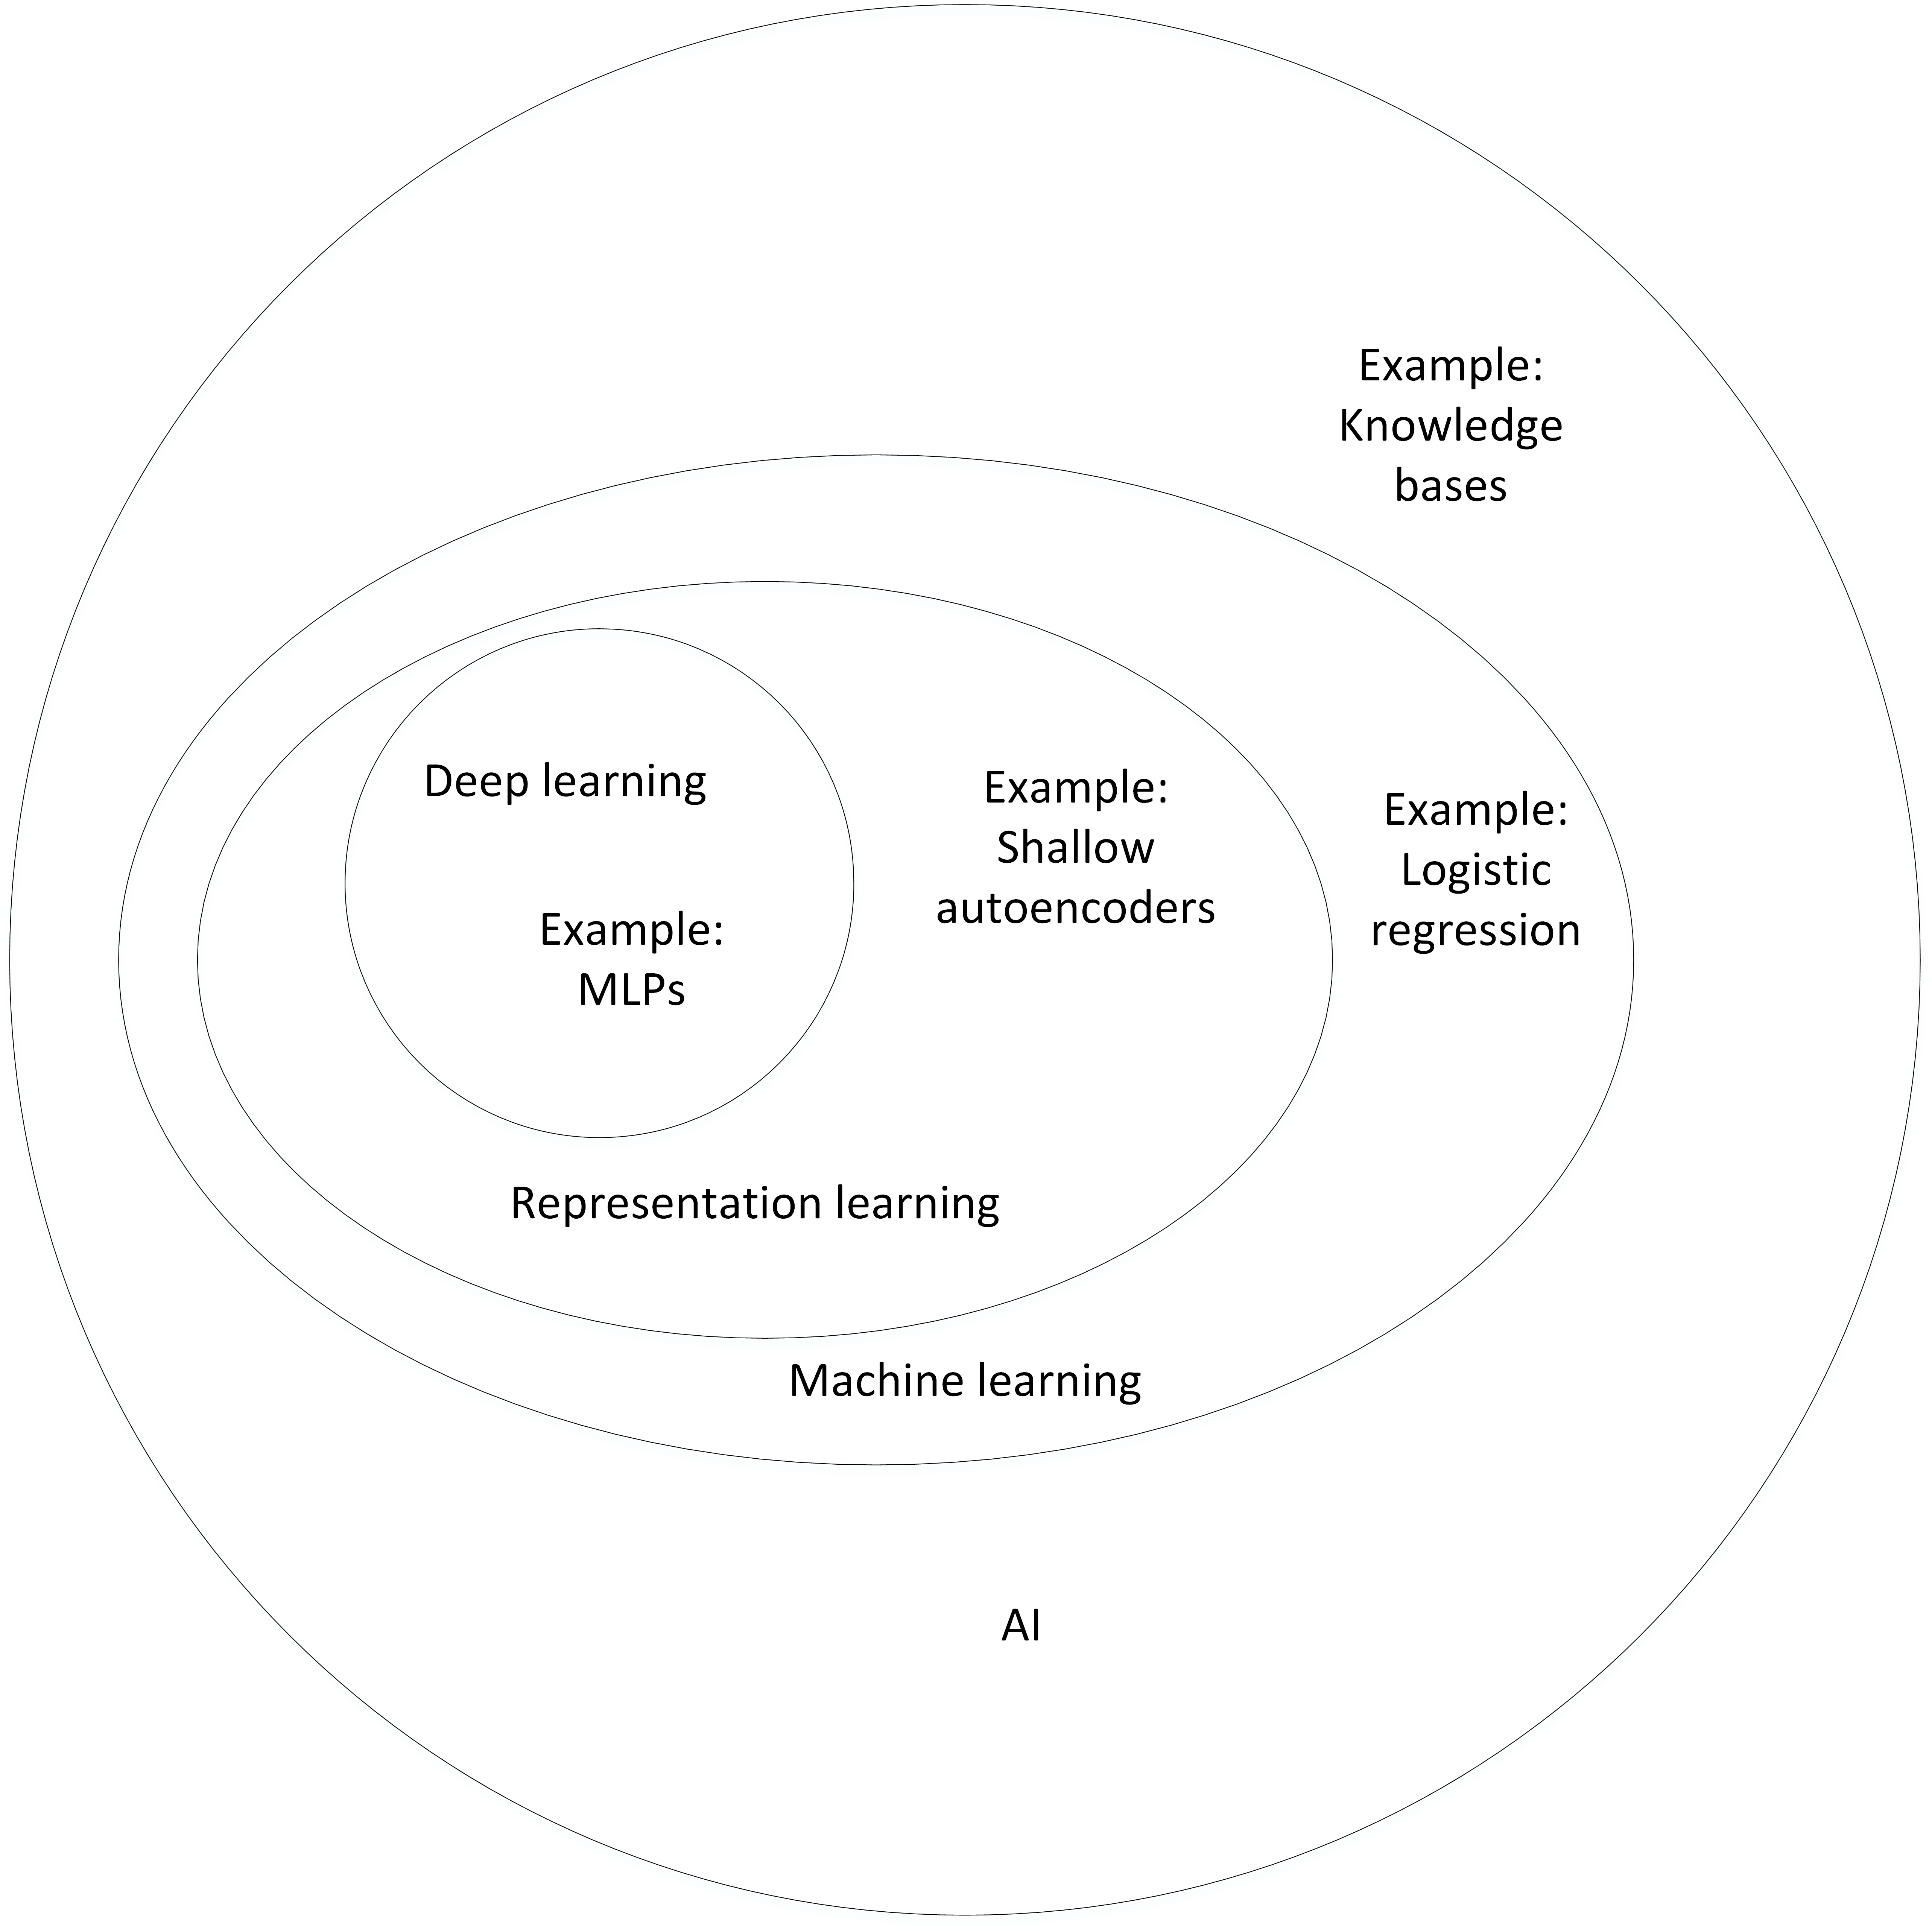 Example:
Knowledge
bases
Deep learning
Example:
MLPs
Example:
Shallow
autoencoders
Example:
Logistic
regression
Representation learning
Machine learning
AI